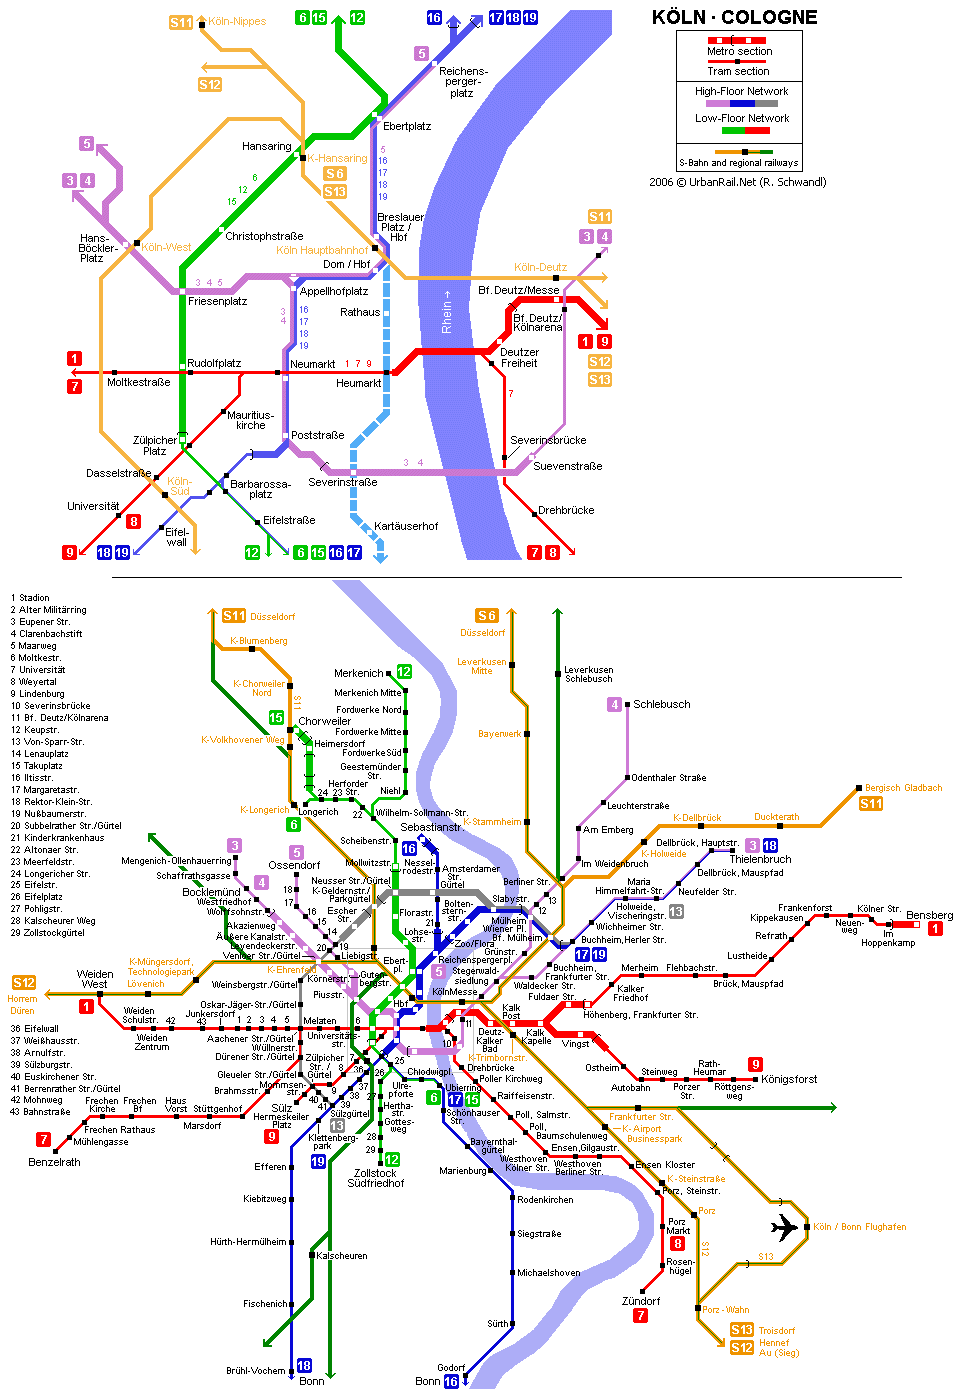 KÖLN · COLOGNE
Metro section
Tram section
High-Floor Network
Low-Floor Network
S-Bahn and regional railways
2006 © UrbanRail.Net (R. Schwandl)
S11
Köln-Nippes
6
15
12
16
17
18
19
S12
5
Reichens-
perger-
platz
Ebertplatz
Hansaring
K-Hansaring
S6
S13
5
3
4
5
16
17
18
19
6
12
15
Hans-
Böckler-
Platz
Köln-West
Christophstraße
Breslauer
Platz /
Hbf
Köln Hauptbahnhof
Dom / Hbf
S11
3
4
Köln-Deutz
Friesenplatz
3 4 5
Appellhofplatz
3
4
16
17
18
19
Rathaus
Rhein →
Bf. Deutz/Messe
Bf. Deutz/
Kölnarena
1
9
S12
S13
1
7
Moltkestraße
Rudolfplatz
Neumarkt
1 7 9
Heumarkt
Deutzer
Freiheit
7
Mauritius-
kirche
Zülpicher
Platz
Poststraße
Severinsbrücke
3 4
Suevenstraße
Severinstraße
Dasselstraße
Köln-
Süd
Barbarossa-
platz
Universität
8
Eifelstraße
Eifel-
wall
Kartäuserhof
Drehbrücke
9
18
19
12
6
15
16
17
7
8
1 Stadion
2 Alter Militärring
3 Eupener Str.
4 Clarenbachstift
5 Maarweg
6 Moltkestr.
7 Universität
8 Weyertal
9 Lindenburg
10 Severinsbrücke
11 Bf. Deutz/Kölnarena
12 Keupstr.
13 Von-Sparr-Str.
14 Lenauplatz
15 Takuplatz
16 Iltisstr.
17 Margaretastr.
18 Rektor-Klein-Str.
19 Nußbaumerstr.
20 Subbelrather Str./Gürtel
21 Kinderkrankenhaus
22 Altonaer Str.
23 Meerfeldstr.
24 Longericher Str.
25 Eifelstr.
26 Eifelplatz
27 Pohligstr.
28 Kalscheurer Weg
29 Zollstockgürtel
36 Eifelwall
37 Weißhausstr.
38 Arnulfstr.
39 Sülzburgstr.
40 Euskirchener Str.
41 Berrenrather Str./Gürtel
42 Mohnweg
43 Bahnstraße
S11 Düsseldorf
K-Blumenberg
K-Chorweiler
Nord
S11
15
Chorweiler
K-Volkhovener Weg
Heimersdorf
Merkenich 12
Merkenich Mitte
Fordwerke Nord
Fordwerke Mitte
Fordwerke Süd
Geestemünder
Str.
Herforder
Str.
24 23
22
Niehl
K-Longerich
Longerich
6
Wilhelm-Sollmann-Str.
Scheibenstr.
Sebastianstr.
16
Mollwitzstr.
Nessel-
rodestr.
Amsterdamer
Str.
Gürtel
Neusser Str./Gürtel
K-Geldernstr./
Parkgürtel
Escher
Str.
Florastr.
21
Lohse-
str.
Bolten-
sternstr.
Slabystr.
S6
Düsseldorf
Leverkusen
Mitte
Leverkusen
Schlebusch
Bayerwerk
K-Stammheim
4 Schlebusch
Odenthaler Straße
Leuchterstraße
Am Emberg
Im Weidenbruch
Berliner Str.
12
13
Bergisch Gladbach
S11
K-Dellbrück
Duckterath
K-Holweide
Dellbrück, Hauptstr.
3 18
Thielenbruch
Dellbrück, Mauspfad
Neufelder Str.
Maria
Himmelfahrt-Str.
Holweide,
Vischeringstr.
13
Wichheimer Str.
Buchheim, Herler Str.
Mülheim
Wiener Pl.
Bf. Mülheim
17 19
Zoo/Flora
Reichenspergerpl.
Grünstr.
Stegerwald-
siedlung
Buchheim,
Frankfurter Str.
Waldecker Str.
Fuldaer Str.
KölnMesse
Kalk
Post
Höhenberg, Frankfurter Str.
Merheim
Kalker
Friedhof
Flehbachstr.
Brück, Mauspfad
Lustheide
Refrath
Kippekausen
Frankenforst
Neuen-
weg
Kölner Str.
Im
Hoppenkamp
Bensberg
1
3
Mengenich-Ollenhauerring
Schaffrathsgasse
5
Ossendorf
4
Bocklemünd
Westfriedhof
Wolffsohnstr.
Akazienweg
Äußere Kanalstr.
Lövendeckerstr.
Venloer Str./Gürtel
18
17
16
15
14
19
20
Liebigstr.
K-Ehrenfeld
Körnerstr.
Guten-
bergstr.
Piusstr.
Ebert-
pl.
Hbf
5
S12
Horrem
Düren
K-Müngersdorf,
Technologiepark
Lövenich
Weiden
West
1
Weinsbergstr./Gürtel
Oskar-Jäger-Str./Gürtel
Weiden
Schulstr.
42 43
Junkersdorf
1 2 3 4 5
Melaten
6
Weiden
Zentrum
Aachener Str./Gürtel
Wüllnerstr.
Dürener Str./Gürtel
Gleueler Str./Gürtel
Universitäts-
str.
7
8
9
Zülpicher
Str. /
Gürtel
Mommsen-
str.
Brahmsstr.
Sülz
Hermeskeiler
Platz
9
Sülzgürtel
13
Klettenberg-
park
19
36
37
38
39
40
41
25
26
27
28
29
Frechen
Kirche
Frechen
Bf
Haus
Vorst
Stüttgenhof
Marsdorf
Frechen Rathaus
Mühlengasse
7
Benzelrath
Ulre-
pforte
Hertha-
str.
Gottes-
weg
12
Zollstock
Südfriedhof
Chlodwigpl.
6 17 15
Ubierring
Schönhauser
Str.
Bayernthal-
gürtel
Marienburg
Rodenkirchen
Siegstraße
Michaelshoven
Sürth
Godorf
Bonn 16
Efferen
Kiebitzweg
Hürth-Hermülheim
Kalscheuren
Fischenich
Brühl-Vochem
18
Bonn
10
11
Deutz-
Kalker
Bad
Kalk
Kapelle
K-Trimbornstr.
Vingst
Drehbrücke
Poller Kirchweg
Raiffeisenstr.
Poll, Salmstr.
Poll,
Baumschulenweg
Ensen, Gilgaustr.
Westhoven
Kölner Str.
Westhoven
Berliner Str.
Ensen Kloster
Ostheim
Autobahn
Steinweg
Porzer
Str.
Rath-
Heumar
Röttgens-
weg
9
Königsforst
Frankfurter Str.
K-Airport
Businesspark
K-Steinstraße
Porz, Steinstr.
Porz
Porz
Markt
8
Rosen-
hügel
Zündorf
7
S12
S13
Köln / Bonn Flughafen
Porz-Wahn
S13 Troisdorf
S12 Hennef
Au (Sieg)